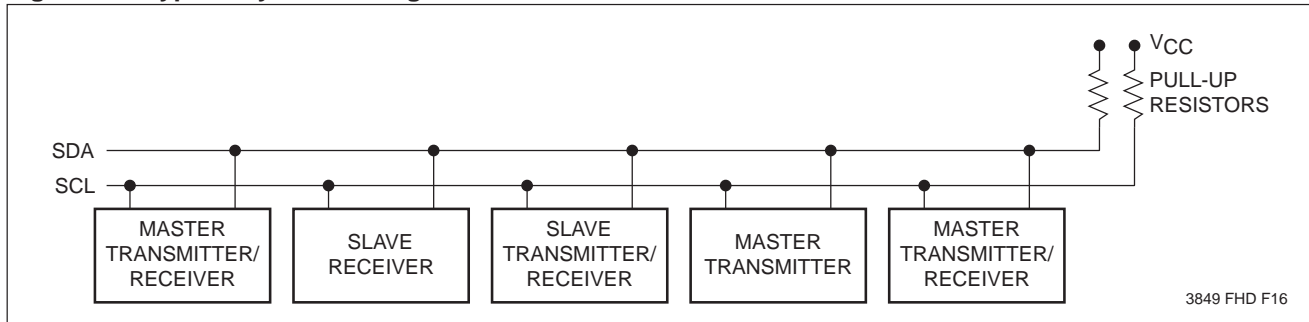 VCC
PULL-UP
RESISTORS
SDA
SCL
MASTER
TRANSMITTER/
RECEIVER
SLAVE
RECEIVER
SLAVE
TRANSMITTER/
RECEIVER
MASTER
TRANSMITTER
MASTER
TRANSMITTER/
RECEIVER
3849 FHD F16